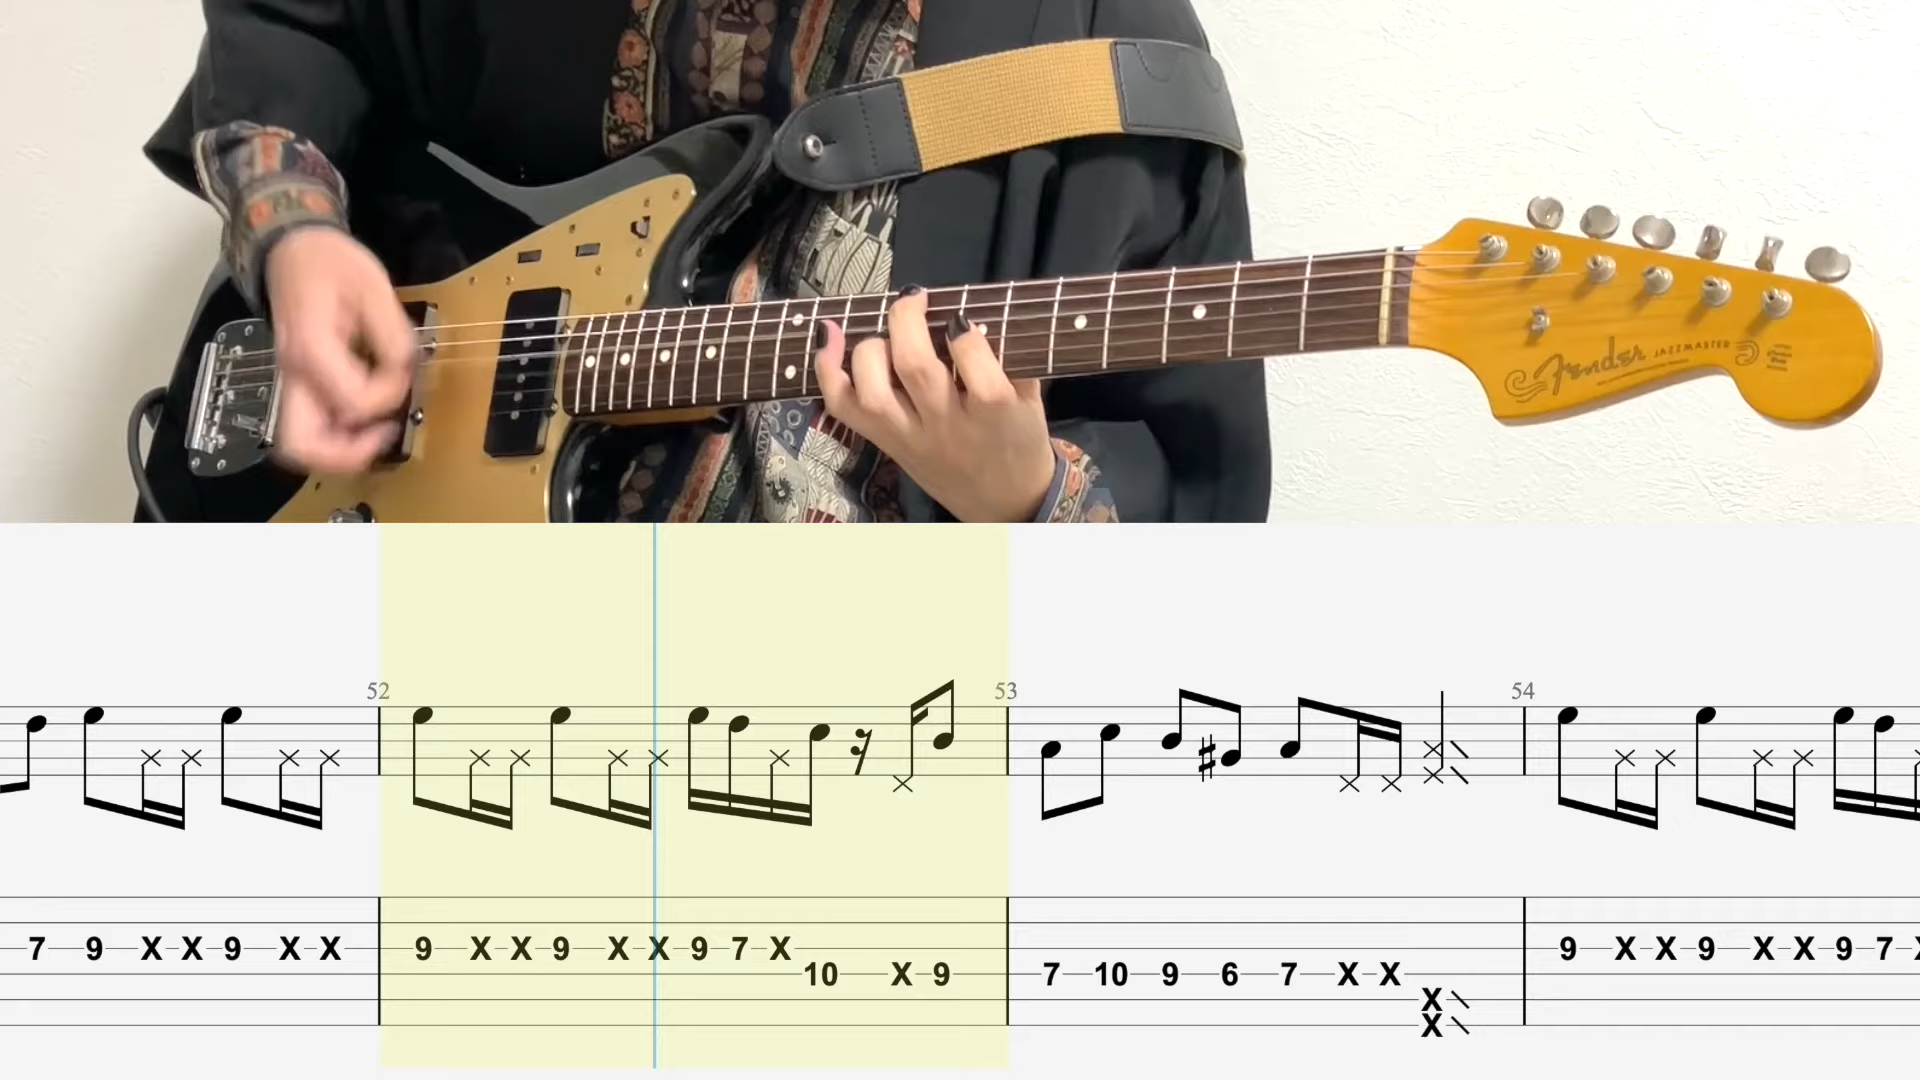 Fender JAZZMASTER
52 53 54
7 9 X X 9 X X 9 X X 9 X X 9 7 X 9 X X 9 X X 9 7
10 X 9 7 10 9 6 7 X X
X
X